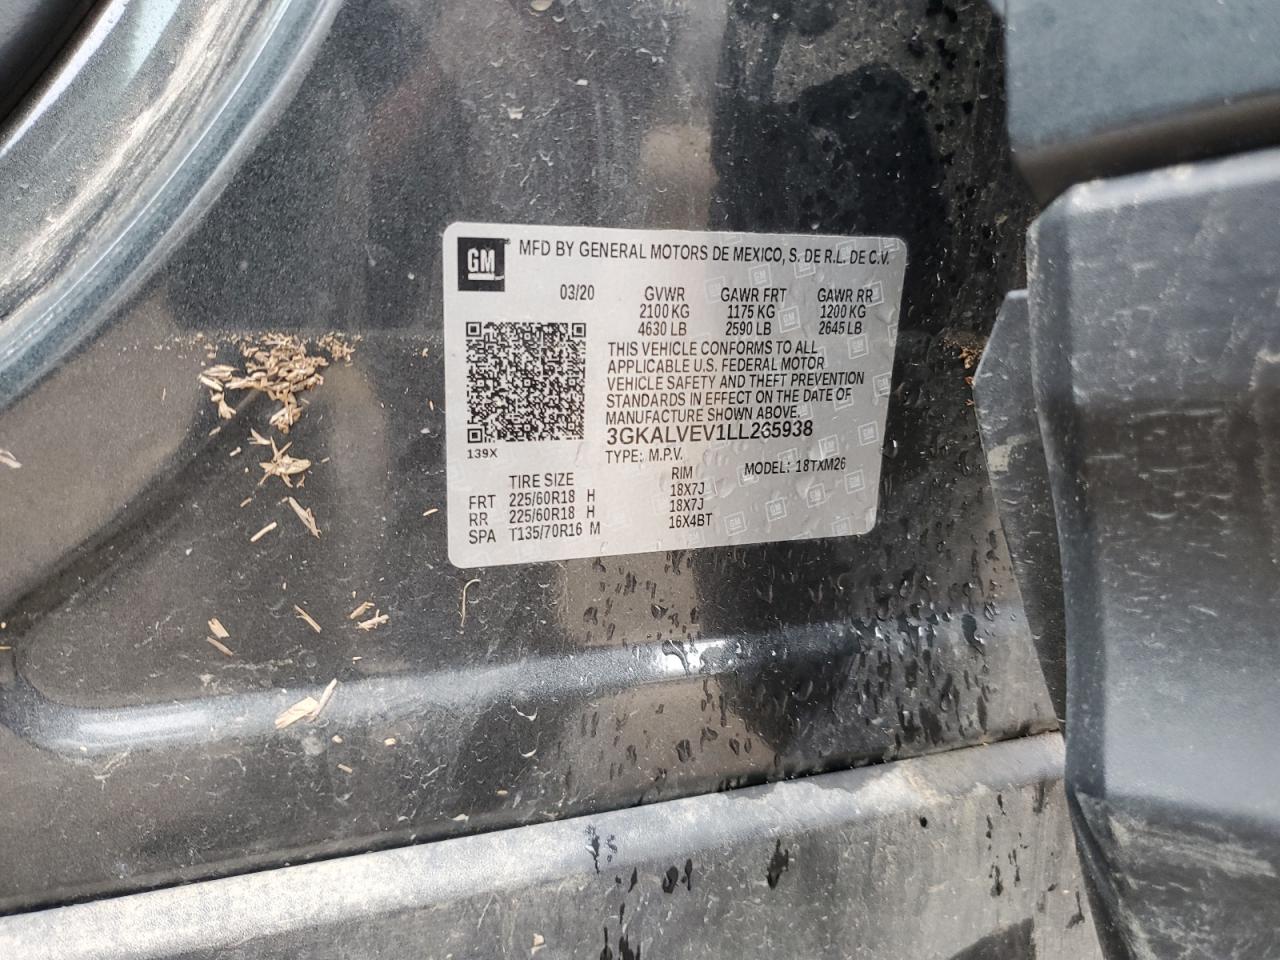 GM
MFD BY GENERAL MOTORS DE MEXICO, S. DE R.L. DE C.V.
03/20 GVWR GAWR FRT GAWR RR
2100 KG 1175 KG 1200 KG
4630 LB 2590 LB 2645 LB
THIS VEHICLE CONFORMS TO ALL
APPLICABLE U.S. FEDERAL MOTOR
VEHICLE SAFETY AND THEFT PREVENTION
STANDARDS IN EFFECT ON THE DATE OF
MANUFACTURE SHOWN ABOVE.
3GKALVEV1LL265938
139X
TYPE: M.P.V. MODEL: 18TXM26
TIRE SIZE RIM
FRT 225/60R18 H 18X7J
RR 225/60R18 H 18X7J
SPA T135/70R16 M 16X4BT